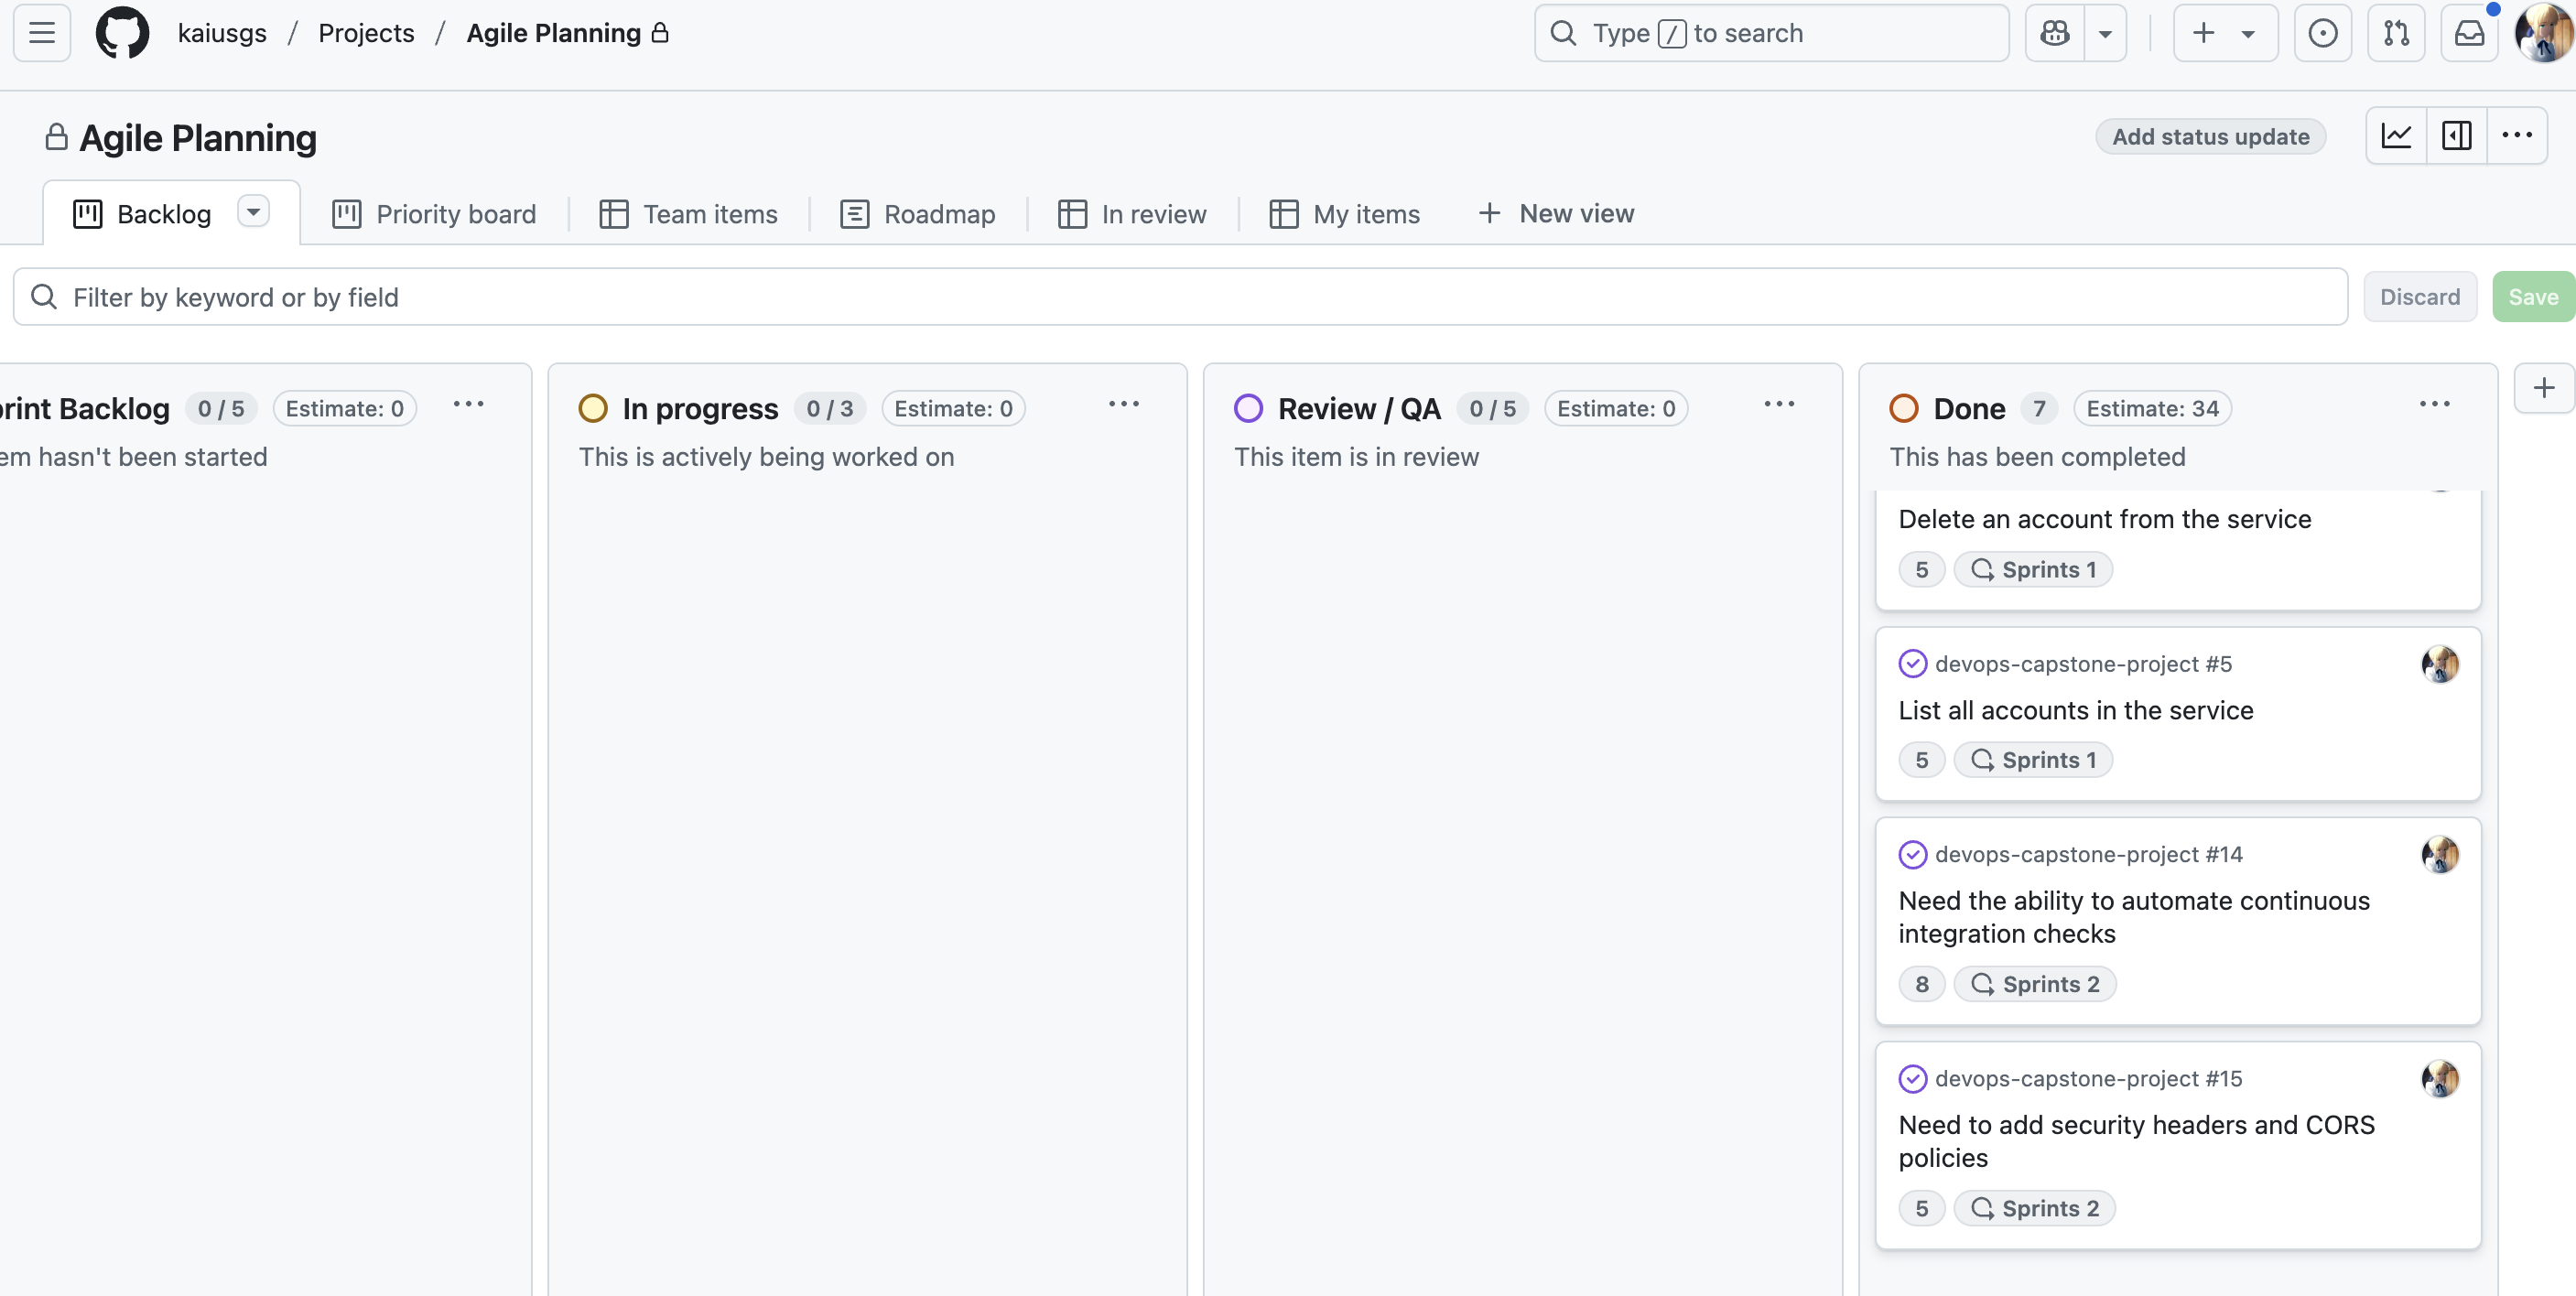 kaiusgs / Projects / Agile Planning
Type / to search
Agile Planning
Add status update
Backlog
Priority board
Team items
Roadmap
In review
My items
+ New view
Filter by keyword or by field
Discard
Save
rint Backlog 0 / 5 Estimate: 0
em hasn't been started
In progress 0 / 3 Estimate: 0
This is actively being worked on
Review / QA 0 / 5 Estimate: 0
This item is in review
Done 7 Estimate: 34
This has been completed
Delete an account from the service
5 Sprints 1
devops-capstone-project #5
List all accounts in the service
5 Sprints 1
devops-capstone-project #14
Need the ability to automate continuous
integration checks
8 Sprints 2
devops-capstone-project #15
Need to add security headers and CORS
policies
5 Sprints 2